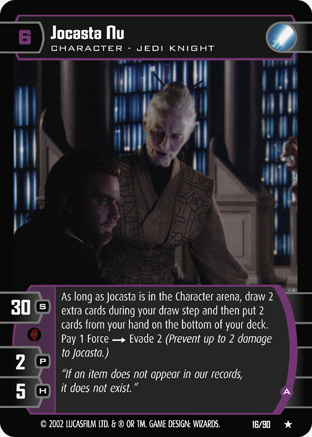 6
Jocasta Nu
CHARACTER - JEDI KNIGHT
30 S
2 P
5 H
As long as Jocasta is in the Character arena, draw 2
extra cards during your draw step and then put 2
cards from your hand on the bottom of your deck.
Pay 1 Force → Evade 2 (Prevent up to 2 damage
to Jocasta.)
"If an item does not appear in our records,
it does not exist."
A
© 2002 LUCASFILM LTD. & ® OR TM. GAME DESIGN: WIZARDS.
16/90 ★